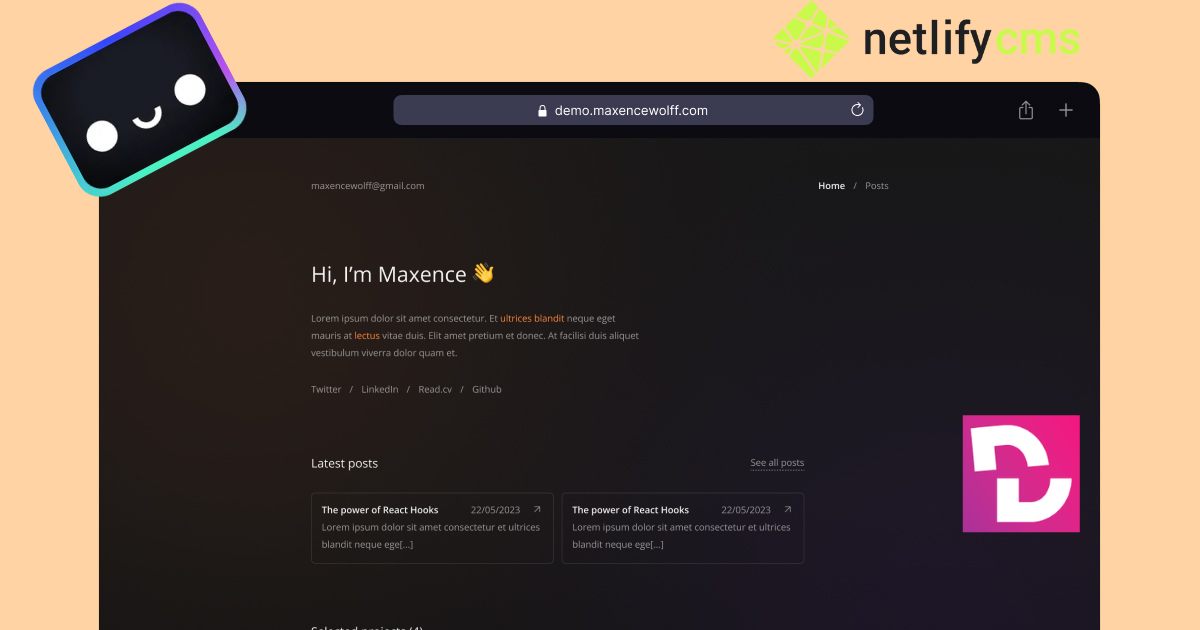 netlifycms
demo.maxencewolff.com
maxencewolff@gmail.com
Home / Posts
Hi, I’m Maxence 👋
Lorem ipsum dolor sit amet consectetur. Et ultrices blandit neque eget
mauris at lectus vitae duis. Elit amet pretium et donec. At facilisi duis aliquet
vestibulum viverra dolor quam et.
Twitter / LinkedIn / Read.cv / Github
Latest posts
See all posts
The power of React Hooks 22/05/2023
Lorem ipsum dolor sit amet consectetur et ultrices
blandit neque ege[...]
The power of React Hooks 22/05/2023
Lorem ipsum dolor sit amet consectetur et ultrices
blandit neque ege[...]
Selected projects (4)